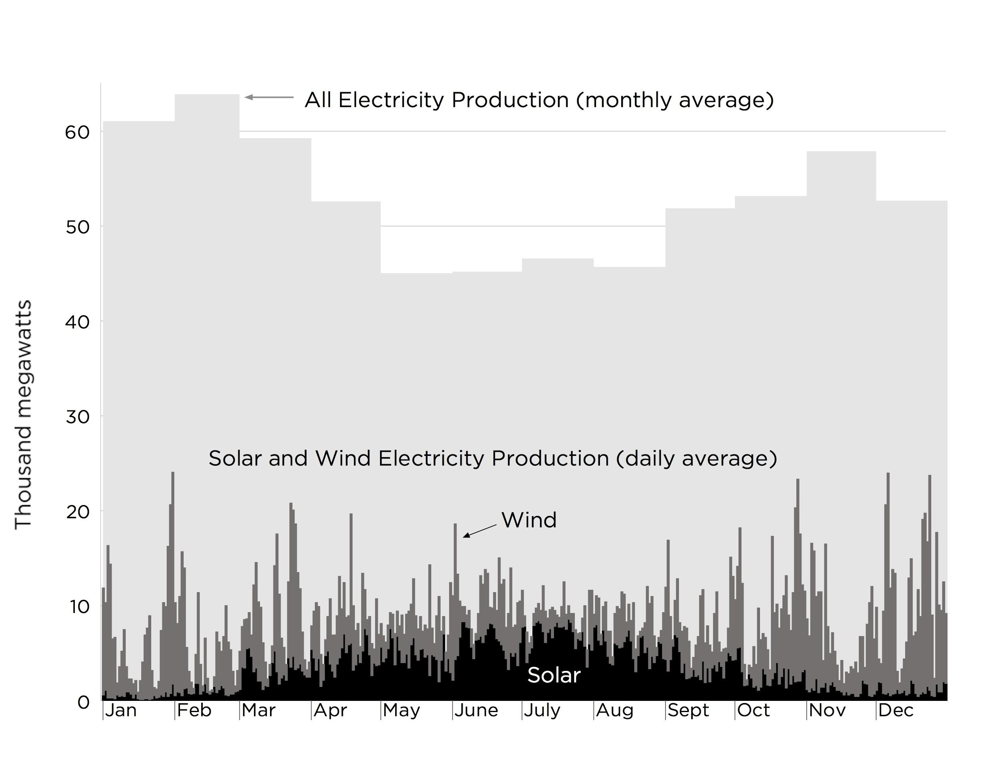 All Electricity Production (monthly average)
60
50
40
30
20
10
0
Thousand megawatts
Solar and Wind Electricity Production (daily average)
Wind
Solar
Jan Feb Mar Apr May June July Aug Sept Oct Nov Dec